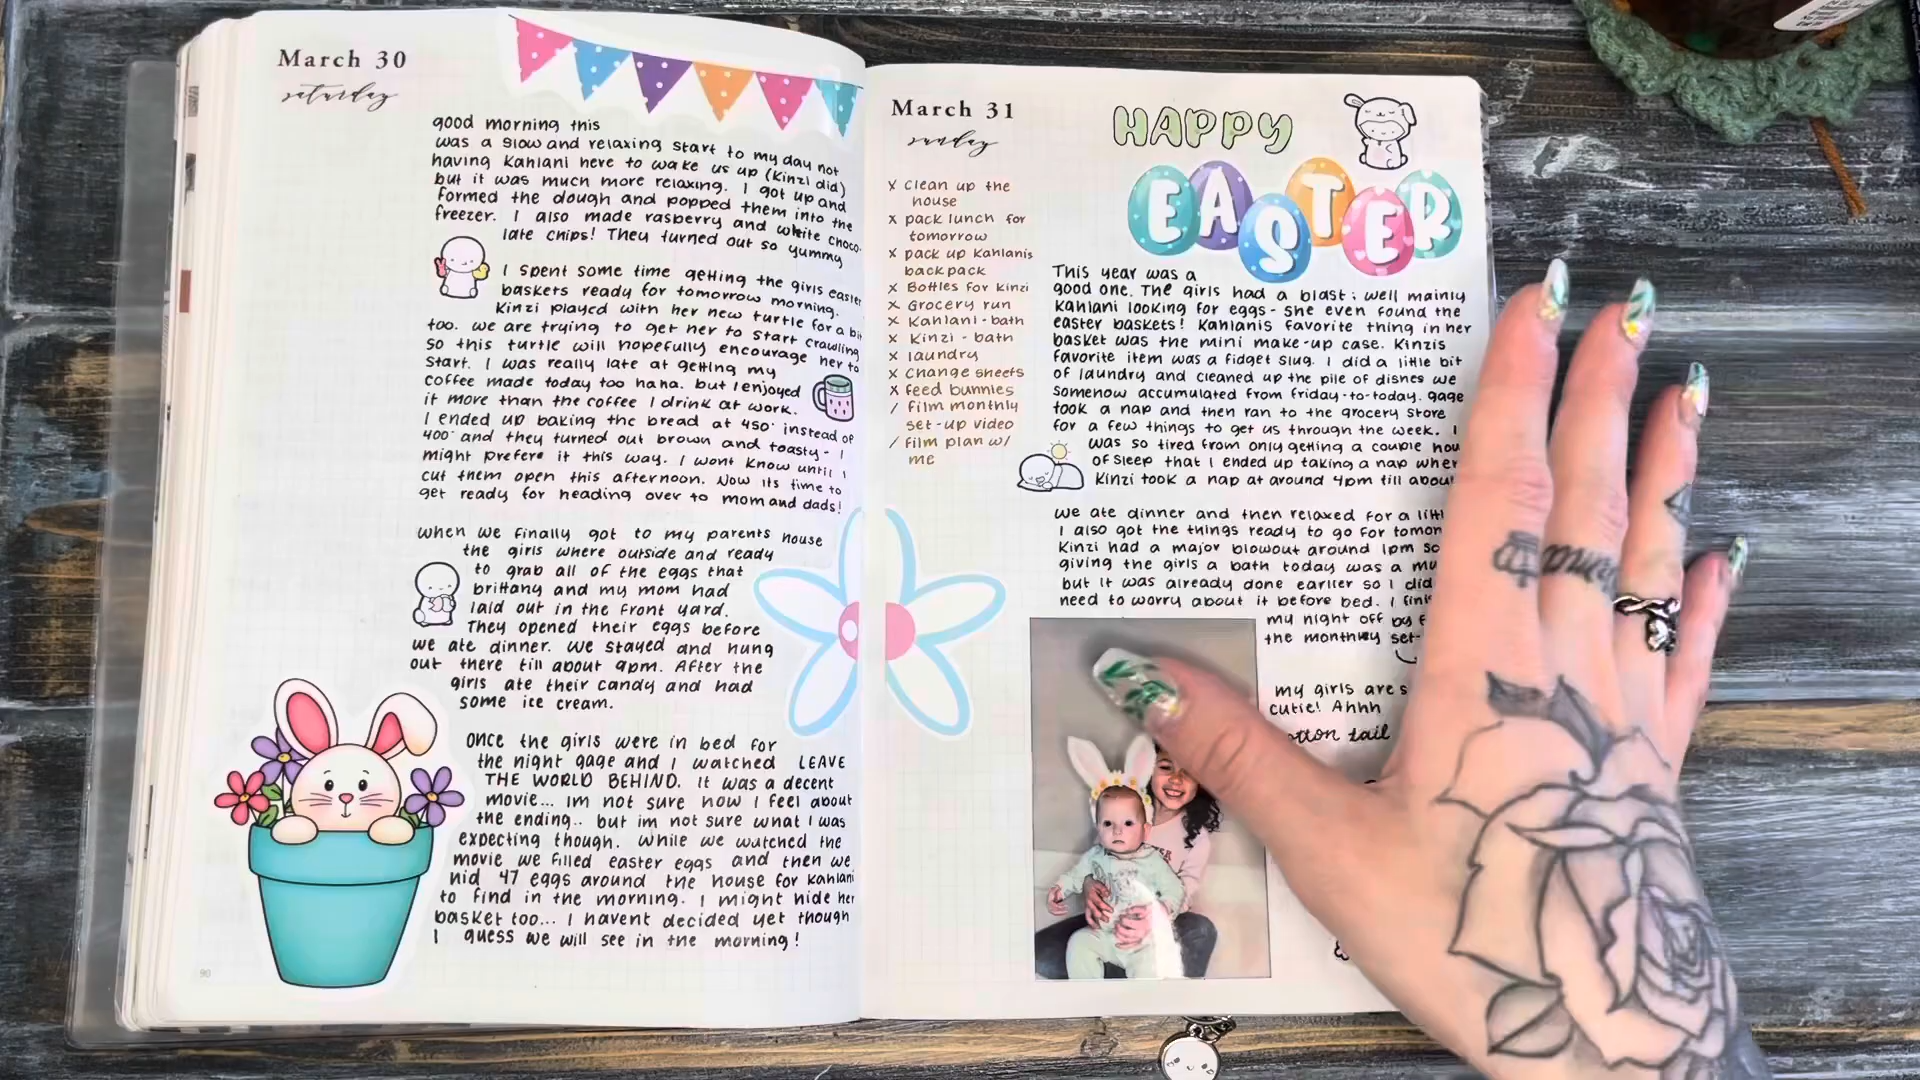 March 30
saturday
good morning this
was a slow and relaxing start to my day not
having Kahlani here to wake us up (Kinzi did)
but it was much more relaxing. I got up and
formed the dough and popped them into the
freezer. I also made rasberry and white choco-
late chips! They turned out so yummy
I spent some time getting the girls easter
baskets ready for tomorrow morning.
Kinzi played with her new turtle for a bit
too. we are trying to get her to start crawling
so this turtle will hopefully encourage her to
start. I was really late at getting my
coffee made today too haha. but I enjoyed
it more than the coffee I drink at work.
I ended up baking the bread at 450° instead of
400° and they turned out brown and toasty - I
might prefere it this way. I wont know until I
cut them open this afternoon. Now its time to
get ready for heading over to mom and dads!
when we finally got to my parents house
the girls where outside and ready
to grab all of the eggs that
brittany and my mom had
laid out in the front yard.
They opened their eggs before
we ate dinner. we stayed and hung
out there till about 9pm. After the
girls ate their candy and had
some ice cream.
once the girls were in bed for
the night gage and I watched LEAVE
THE WORLD BEHIND. It was a decent
movie... im not sure how I feel about
the ending.. but im not sure what I was
expecting though. while we watched the
movie we filled easter eggs and then we
hid 47 eggs around the house for kahlani
to find in the morning. I might hide her
basket too... I havent decided yet though
I guess we will see in the morning!
90
March 31
sunday
x clean up the
house
x pack lunch for
tomorrow
x pack up Kahlanis
backpack
x Bottles for kinzi
x Grocery run
x Kahlani - bath
x Kinzi - bath
x laundry
x change sheets
x feed bunnies
/ film monthly
set-up video
/ film plan w/
me
HAPPY
EASTER
This year was a
good one. The girls had a blast; well mainly
Kahlani looking for eggs - she even found the
easter baskets! Kahlanis favorite thing in her
basket was the mini make-up case. Kinzis
favorite item was a fidget slug. I did a little bit
of laundry and cleaned up the pile of dishes we
somehow accumulated from friday-to-today. gage
took a nap and then ran to the grocery store
for a few things to get us through the week. I
was so tired from only getting a couple hou
of sleep that I ended up taking a nap when
Kinzi took a nap at around 4pm till about
we ate dinner and then relaxed for a litt
I also got the things ready to go for tomor
Kinzi had a major blowout around 1pm so
giving the girls a bath today was a mu
but it was already done earlier so I did
need to worry about it before bed. I fini
my night off by f
the monthly set-
my girls are s
cutie! Ahhh
otton tail